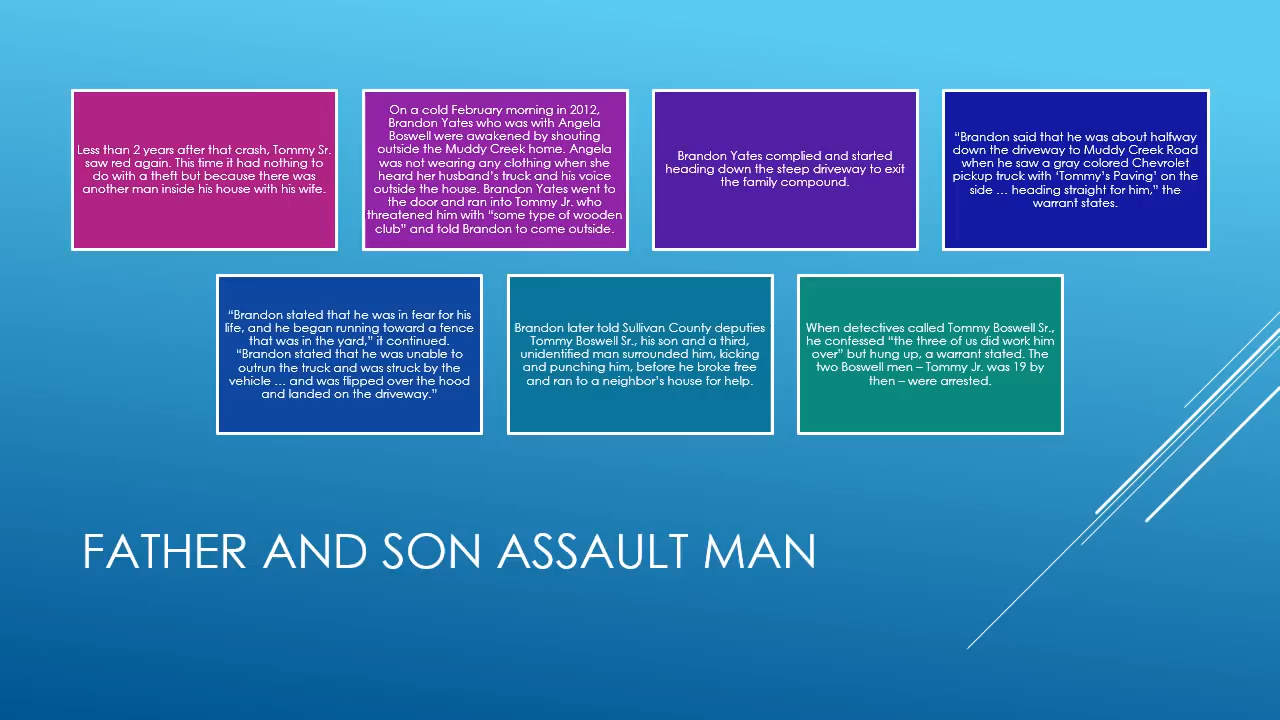 Less than 2 years after that crash, Tommy Sr.
saw red again. This time it had nothing to
do with a theft but because there was
another man inside his house with his wife.
On a cold February morning in 2012,
Brandon Yates who was with Angela
Boswell were awakened by shouting
outside the Muddy Creek home. Angela
was not wearing any clothing when she
heard her husband’s truck and his voice
outside the house. Brandon Yates went to
the door and ran into Tommy Jr. who
threatened him with “some type of wooden
club” and told Brandon to come outside.
Brandon Yates complied and started
heading down the steep driveway to exit
the family compound.
“Brandon said that he was about halfway
down the driveway to Muddy Creek Road
when he saw a gray colored Chevrolet
pickup truck with ‘Tommy’s Paving’ on the
side … heading straight for him,” the
warrant states.
“Brandon stated that he was in fear for his
life, and he began running toward a fence
that was in the yard,” it continued.
“Brandon stated that he was unable to
outrun the truck and was struck by the
vehicle … and was flipped over the hood
and landed on the driveway.”
Brandon later told Sullivan County deputies
Tommy Boswell Sr., his son and a third,
unidentified man surrounded him, kicking
and punching him, before he broke free
and ran to a neighbor’s house for help.
When detectives called Tommy Boswell Sr.,
he confessed “the three of us did work him
over” but hung up, a warrant stated. The
two Boswell men – Tommy Jr. was 19 by
then – were arrested.
FATHER AND SON ASSAULT MAN